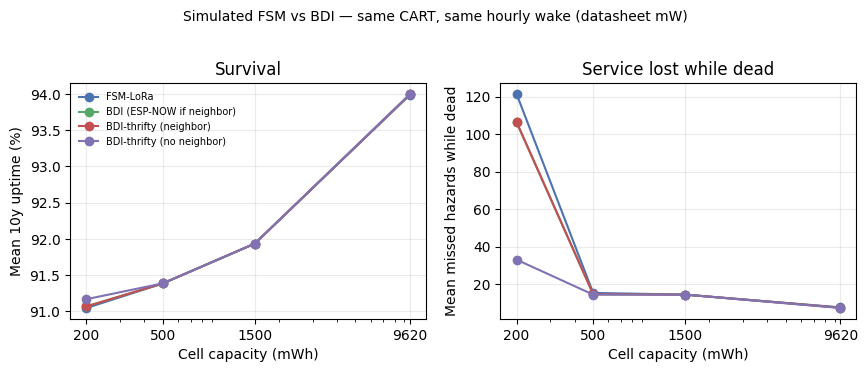 Simulated FSM vs BDI — same CART, same hourly wake (datasheet mW)
Survival
94.0
93.5
93.0
92.5
92.0
91.5
91.0
Mean 10y uptime (%)
FSM-LoRa
BDI (ESP-NOW if neighbor)
BDI-thrifty (neighbor)
BDI-thrifty (no neighbor)
200 500 1500 9620
Cell capacity (mWh)
Service lost while dead
120
100
80
60
40
20
Mean missed hazards while dead
200 500 1500 9620
Cell capacity (mWh)